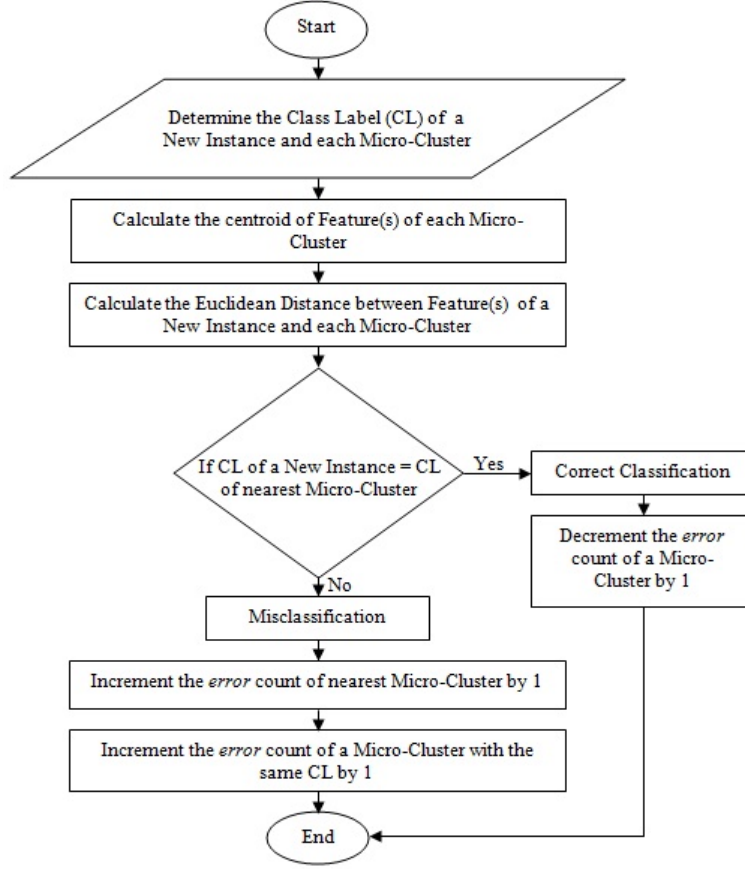 Start
Determine the Class Label (CL) of a
New Instance and each Micro-Cluster
Calculate the centroid of Feature(s) of each Micro-
Cluster
Calculate the Euclidean Distance between Feature(s) of a
New Instance and each Micro-Cluster
If CL of a New Instance = CL
of nearest Micro-Cluster
Yes
Correct Classification
Decrement the error
count of a Micro-
Cluster by 1
No
Misclassification
Increment the error count of nearest Micro-Cluster by 1
Increment the error count of a Micro-Cluster with the
same CL by 1
End